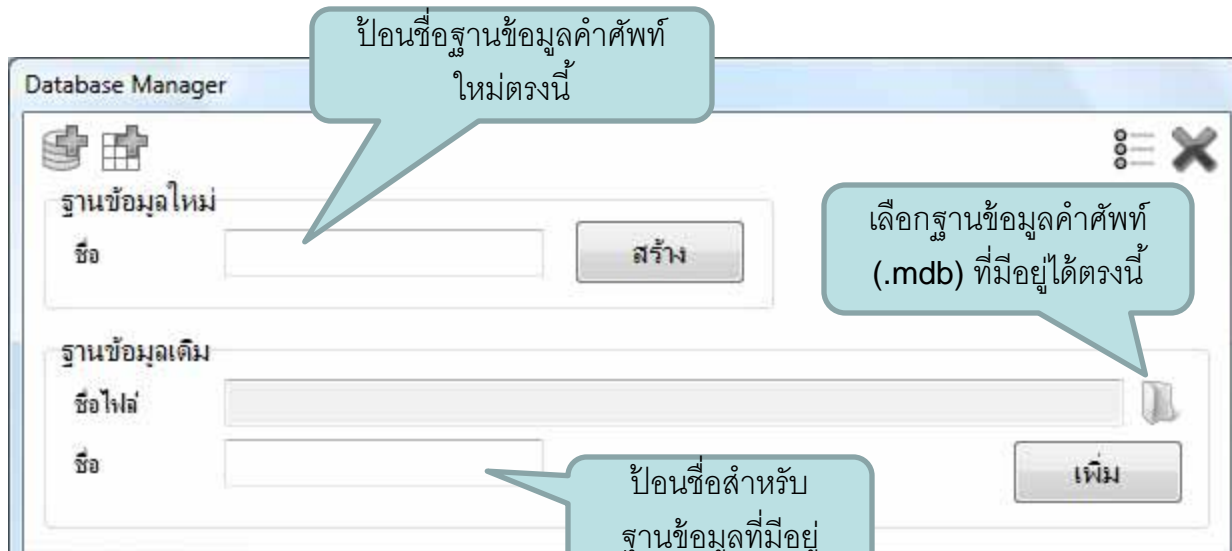 ป้อนชื่อฐานข้อมูลคำศัพท์
ใหม่ตรงนี้
Database Manager
ฐานข้อมูลใหม่
ชื่อ
สร้าง
เลือกฐานข้อมูลคำศัพท์
(.mdb) ที่มีอยู่ได้ตรงนี้
ฐานข้อมูลเดิม
ชื่อไฟล์
ชื่อ
เพิ่ม
ป้อนชื่อสำหรับ
ฐานข้อมูลที่มีอยู่